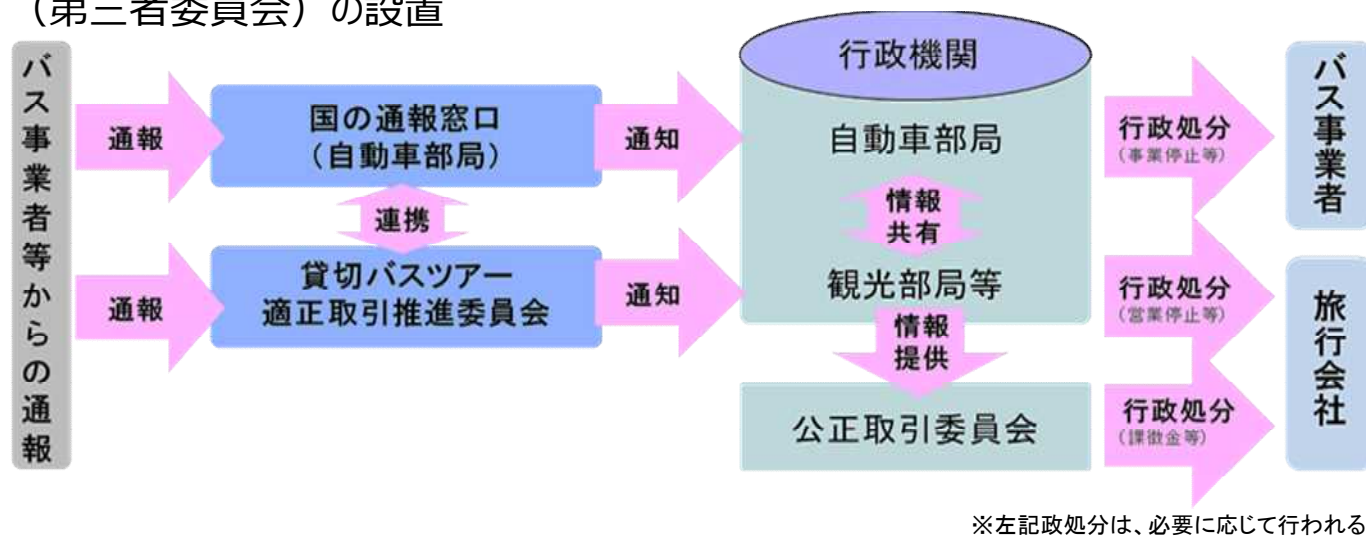 （第三者委員会）の設置
バス事業者等からの通報
通報
国の通報窓口
（自動車部局）
通知
連携
通報
貸切バスツアー
適正取引推進委員会
通知
行政機関
自動車部局
情報
共有
観光部局等
情報
提供
公正取引委員会
行政処分
（事業停止等）
行政処分
（営業停止等）
行政処分
（課徴金等）
バス事業者
旅行会社
※左記政処分は、必要に応じて行われる